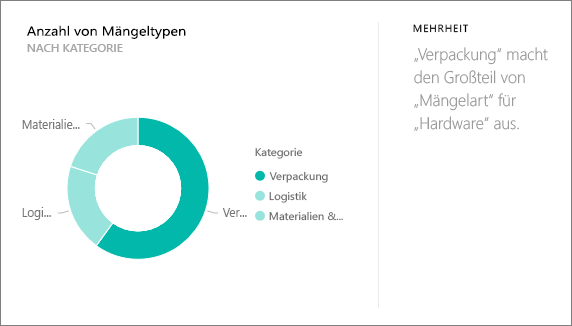 Anzahl von Mängeltypen
NACH KATEGORIE
Materialie...
Logi...
Ver...
Kategorie
Verpackung
Logistik
Materialien &...
MEHRHEIT
„Verpackung“ macht
den Großteil von
„Mängelart“ für
„Hardware“ aus.